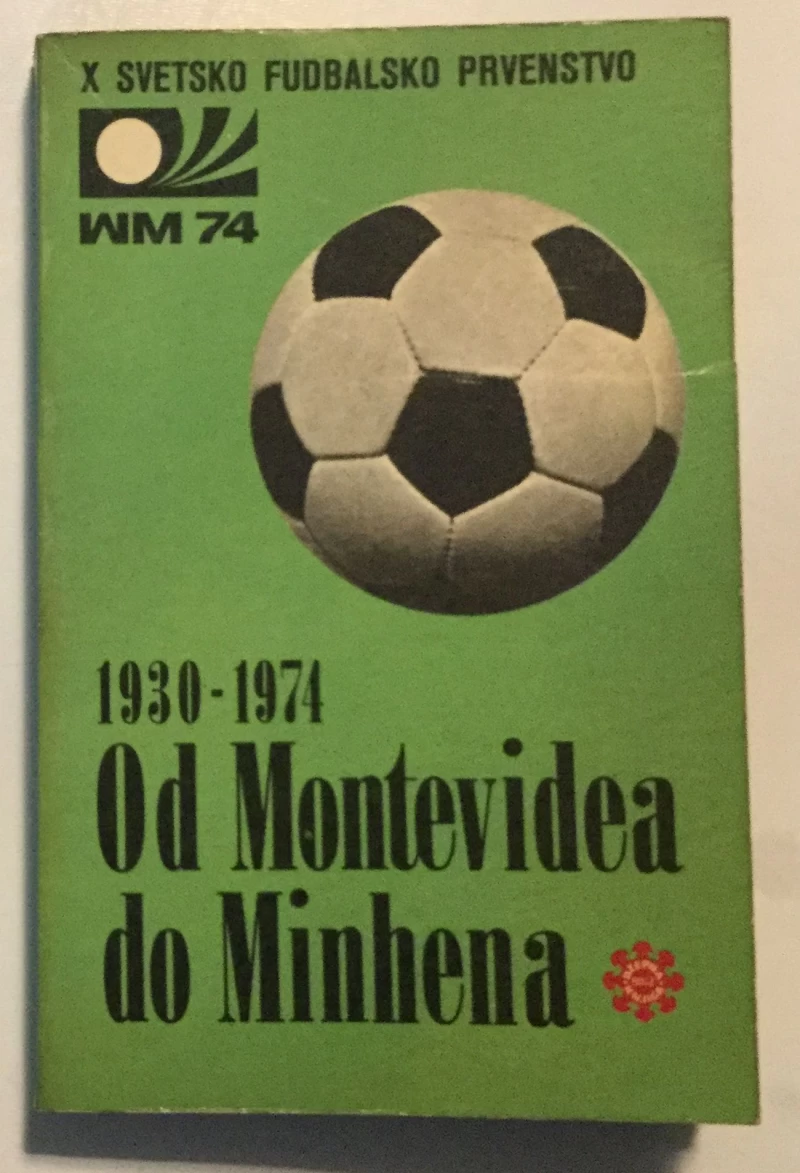 X SVETSKO FUDBALSKO PRVENSTVO
WM 74
1930-1974
Od Montevidea
do Minhena